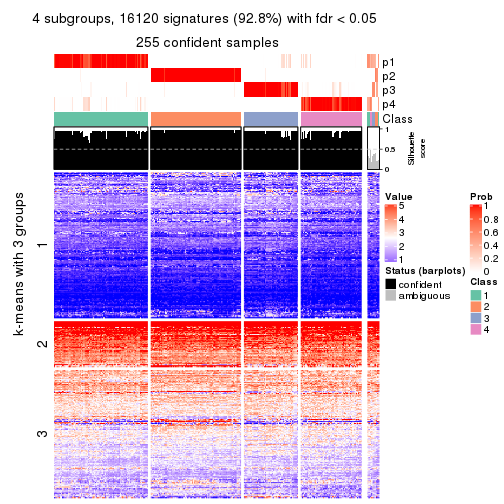 4 subgroups, 16120 signatures (92.8%) with fdr < 0.05
255 confident samples
p1
p2
p3
p4
Class
1
0.5
0
Silhouette
score
k-means with 3 groups
1
2
3
Value
5
4
3
2
1
Status (barplots)
confident
ambiguous
Prob
1
0.8
0.6
0.4
0.2
0
Class
1
2
3
4